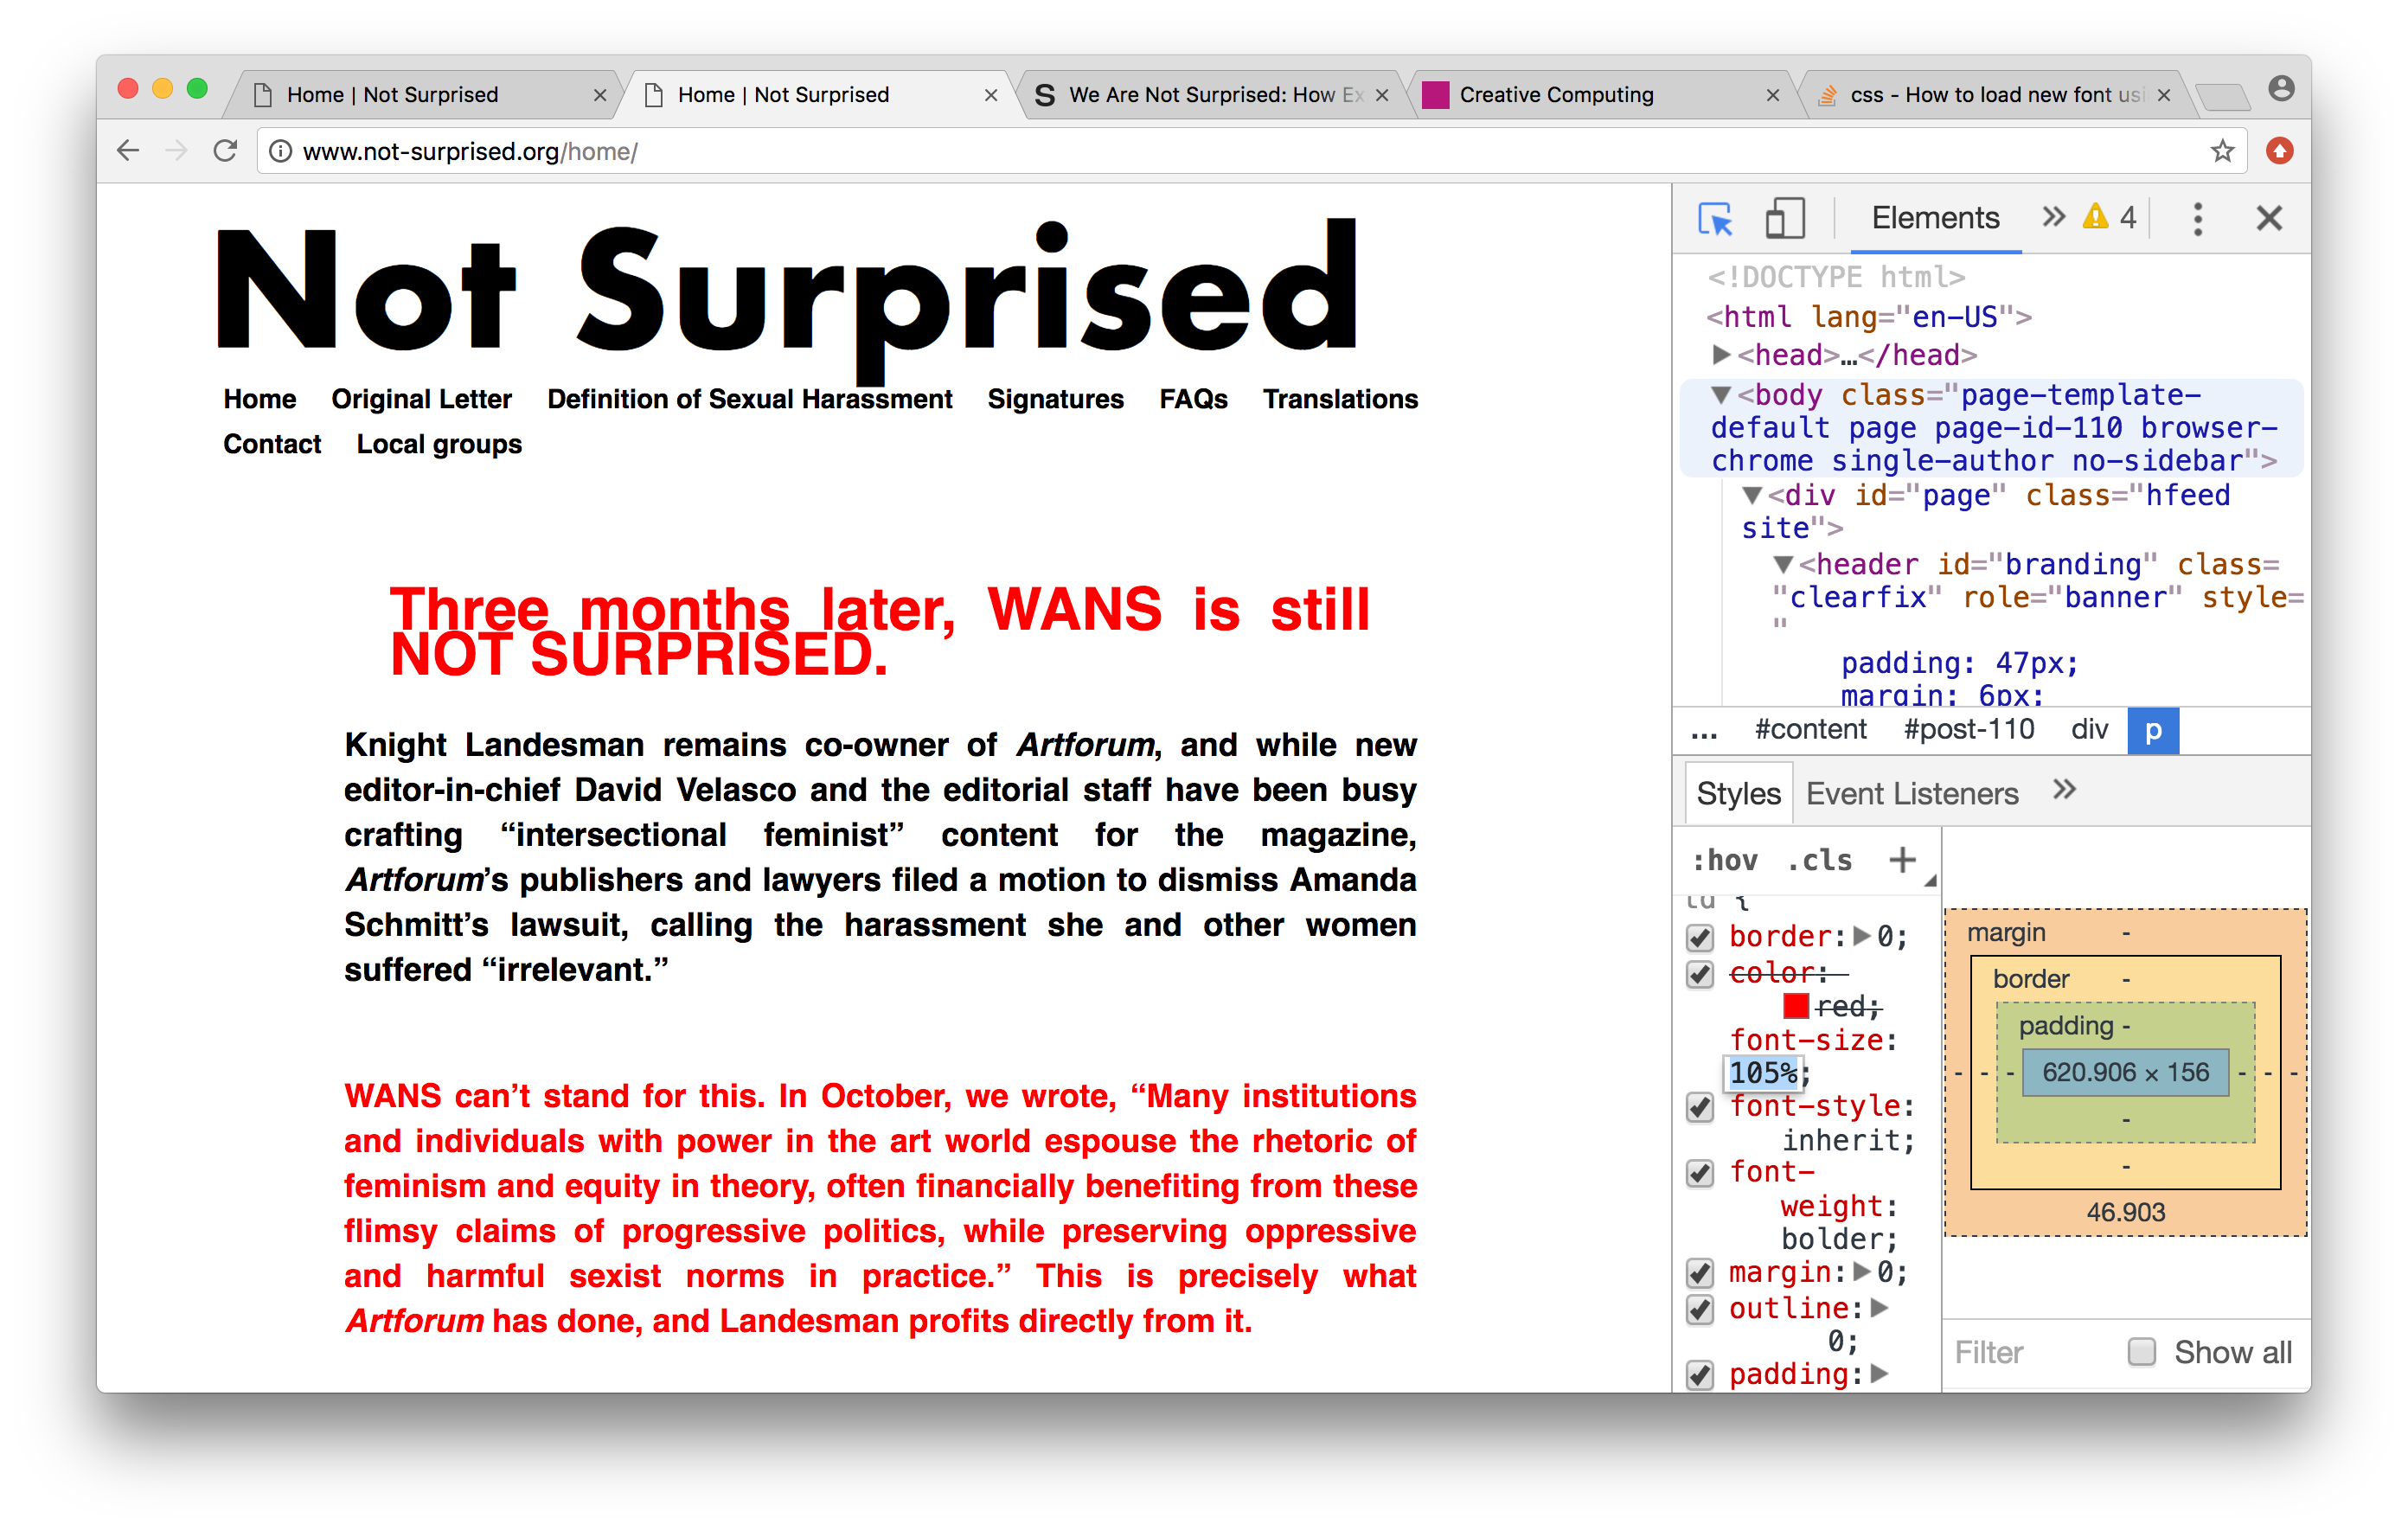 Home | Not Surprised
Home | Not Surprised
We Are Not Surprised: How Ex
Creative Computing
css - How to load new font usi
www.not-surprised.org/home/
Not Surprised
Home Original Letter Definition of Sexual Harassment Signatures FAQs Translations
Contact Local groups
Three months later, WANS is still
NOT SURPRISED.
Knight Landesman remains co-owner of Artforum, and while new
editor-in-chief David Velasco and the editorial staff have been busy
crafting “intersectional feminist” content for the magazine,
Artforum’s publishers and lawyers filed a motion to dismiss Amanda
Schmitt’s lawsuit, calling the harassment she and other women
suffered “irrelevant.”
WANS can’t stand for this. In October, we wrote, “Many institutions
and individuals with power in the art world espouse the rhetoric of
feminism and equity in theory, often financially benefiting from these
flimsy claims of progressive politics, while preserving oppressive
and harmful sexist norms in practice.” This is precisely what
Artforum has done, and Landesman profits directly from it.
Elements 4
<!DOCTYPE html>
<html lang="en-US">
<head>…</head>
<body class="page-template-
default page page-id-110 browser-
chrome single-author no-sidebar">
<div id="page" class="hfeed
site">
<header id="branding" class=
"clearfix" role="banner" style=
"
padding: 47px;
margin: 6px;
... #content #post-110 div p
Styles Event Listeners
:hov .cls +
td {
border: 0;
color:
red;
font-size:
105%;
font-style:
inherit;
font-
weight:
bolder;
margin: 0;
outline:
0;
padding:
margin -
border -
padding -
- - - 620.906 × 156 - - -
-
-
46.903
Filter Show all